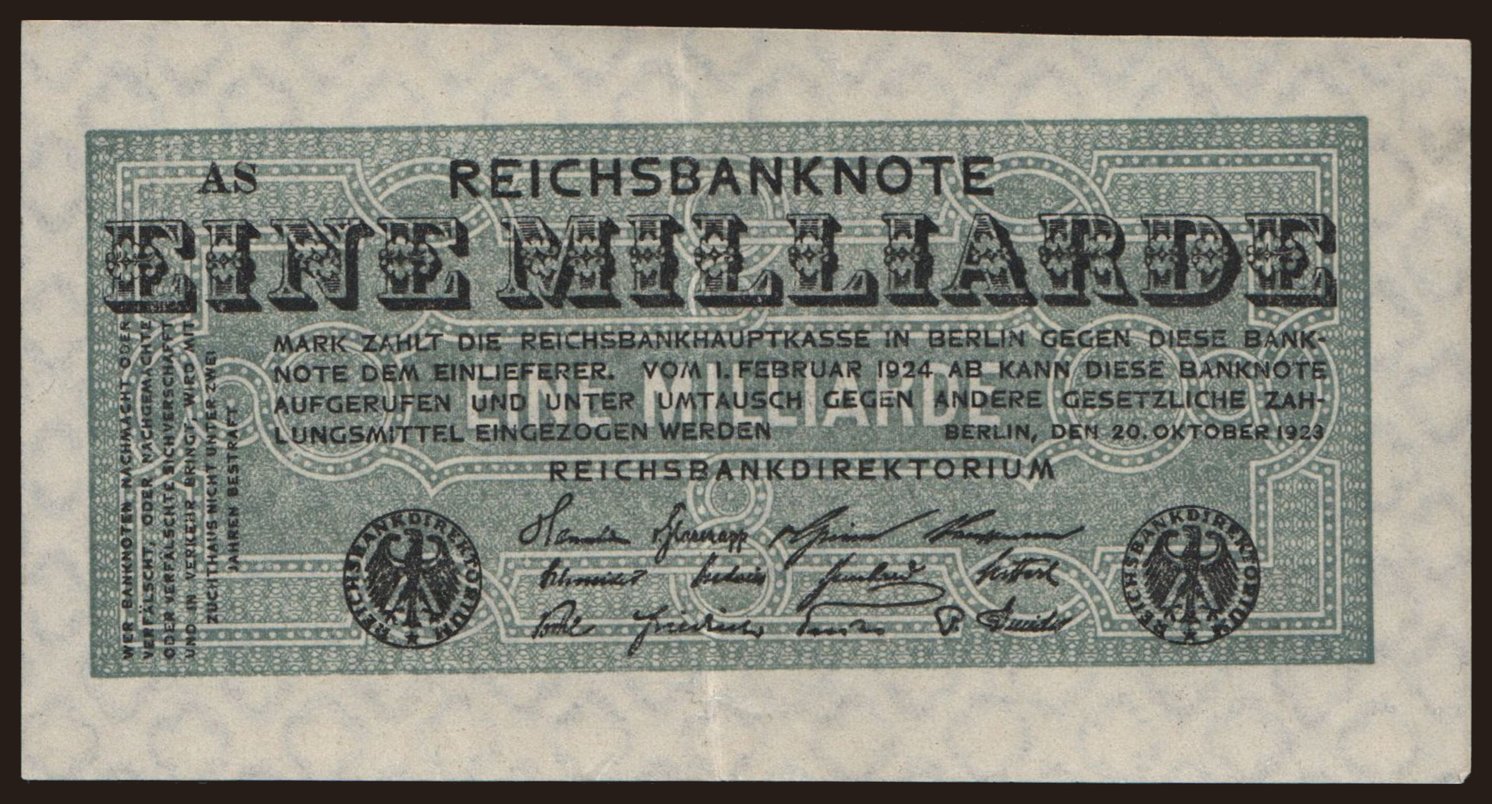 AS
REICHSBANKNOTE
EINE MILLIARDE
MARK ZAHLT DIE REICHSBANKHAUPTKASSE IN BERLIN GEGEN DIESE BANK-
NOTE DEM EINLIEFERER. VOM 1. FEBRUAR 1924 AB KANN DIESE BANKNOTE
AUFGERUFEN UND UNTER UMTAUSCH GEGEN ANDERE GESETZLICHE ZAH-
LUNGSMITTEL EINGEZOGEN WERDEN
BERLIN, DEN 20. OKTOBER 1923
EINE MILLIARDE
REICHSBANKDIREKTORIUM
WER BANKNOTEN NACHMACHT ODER
VERFÄLSCHT, ODER NACHGEMACHTE
ODER VERFÄLSCHTE SICH VERSCHAFFT
UND IN VERKEHR BRINGT, WIRD MIT
ZUCHTHAUS NICHT UNTER ZWEI
JAHREN BESTRAFT
REICHSBANKDIREKTORIUM
REICHSBANKDIREKTORIUM